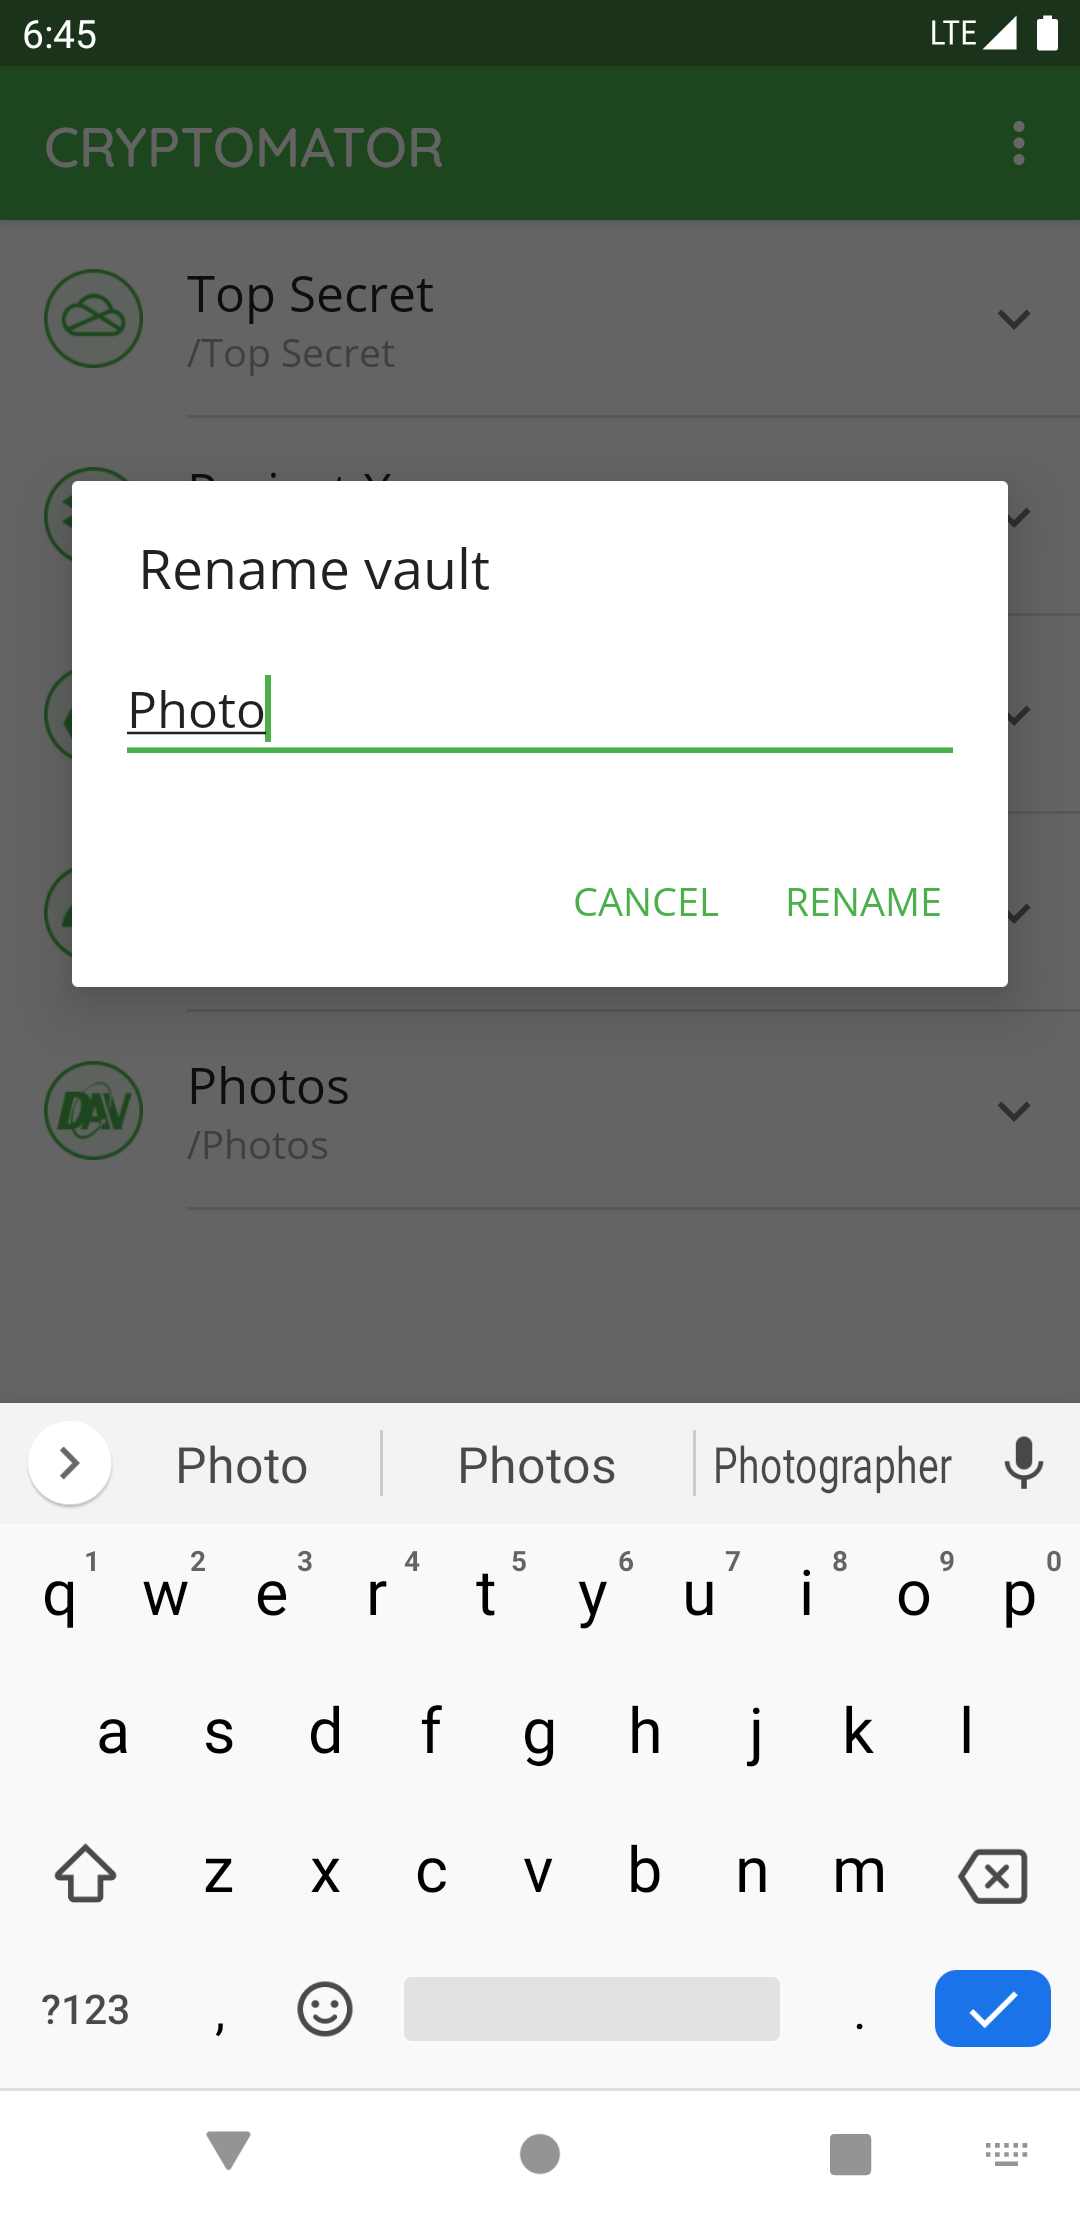 6:45
LTE
CRYPTOMATOR
Top Secret
/Top Secret
Rename vault
Photo
CANCEL RENAME
DAV
Photos
/Photos
Photo Photos Photographer
1 2 3 4 5 6 7 8 9 0
q w e r t y u i o p
a s d f g h j k l
z x c v b n m
?123 , .